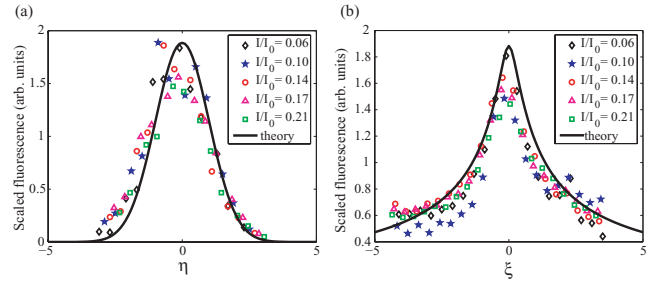 (a)
Scaled fluorescence (arb. units)
2
1.5
1
0.5
0
−5
0
5
η
I/I₀ = 0.06
I/I₀ = 0.10
I/I₀ = 0.14
I/I₀ = 0.17
I/I₀ = 0.21
theory
(b)
Scaled fluorescence (arb. units)
2
1.8
1.6
1.4
1.2
1
0.8
0.6
0.4
−5
0
5
ξ
I/I₀ = 0.06
I/I₀ = 0.10
I/I₀ = 0.14
I/I₀ = 0.17
I/I₀ = 0.21
theory